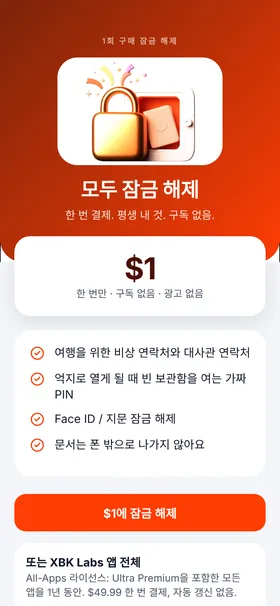 1회 구매 잠금 해제
모두 잠금 해제
한 번 결제. 평생 내 것. 구독 없음.
$1
한 번만 · 구독 없음 · 광고 없음
여행을 위한 비상 연락처와 대사관 연락처
억지로 열게 될 때 빈 보관함을 여는 가짜
PIN
Face ID / 지문 잠금 해제
문서는 폰 밖으로 나가지 않아요
$1에 잠금 해제
또는 XBK Labs 앱 전체
All-Apps 라이선스: Ultra Premium을 포함한 모든
앱을 1년 동안. $49.99 한 번 결제, 자동 갱신 없음.